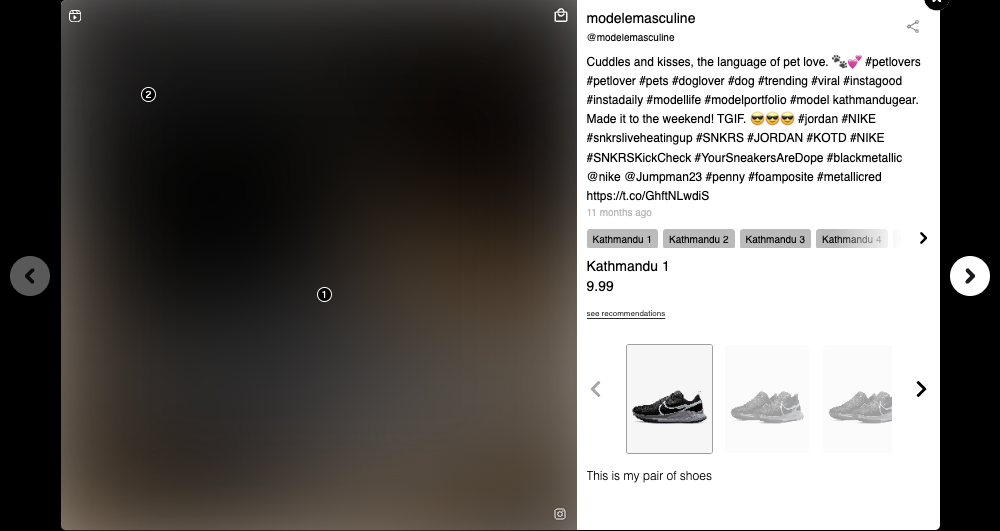 2
1
modelemasculine
@modelemasculine
Cuddles and kisses, the language of pet love. 🐾💕 #petlovers
#petlover #pets #doglover #dog #trending #viral #instagood
#instadaily #modellife #modelportfolio #model kathmandugear.
Made it to the weekend! TGIF. 😎😎😎 #jordan #NIKE
#snkrsliveheatingup #SNKRS #JORDAN #KOTD #NIKE
#SNKRSKickCheck #YourSneakersAreDope #blackmetallic
@nike @Jumpman23 #penny #foamposite #metallicred
https://t.co/GhftNLwdiS
11 months ago
Kathmandu 1 Kathmandu 2 Kathmandu 3 Kathmandu 4
Kathmandu 1
9.99
see recommendations
This is my pair of shoes